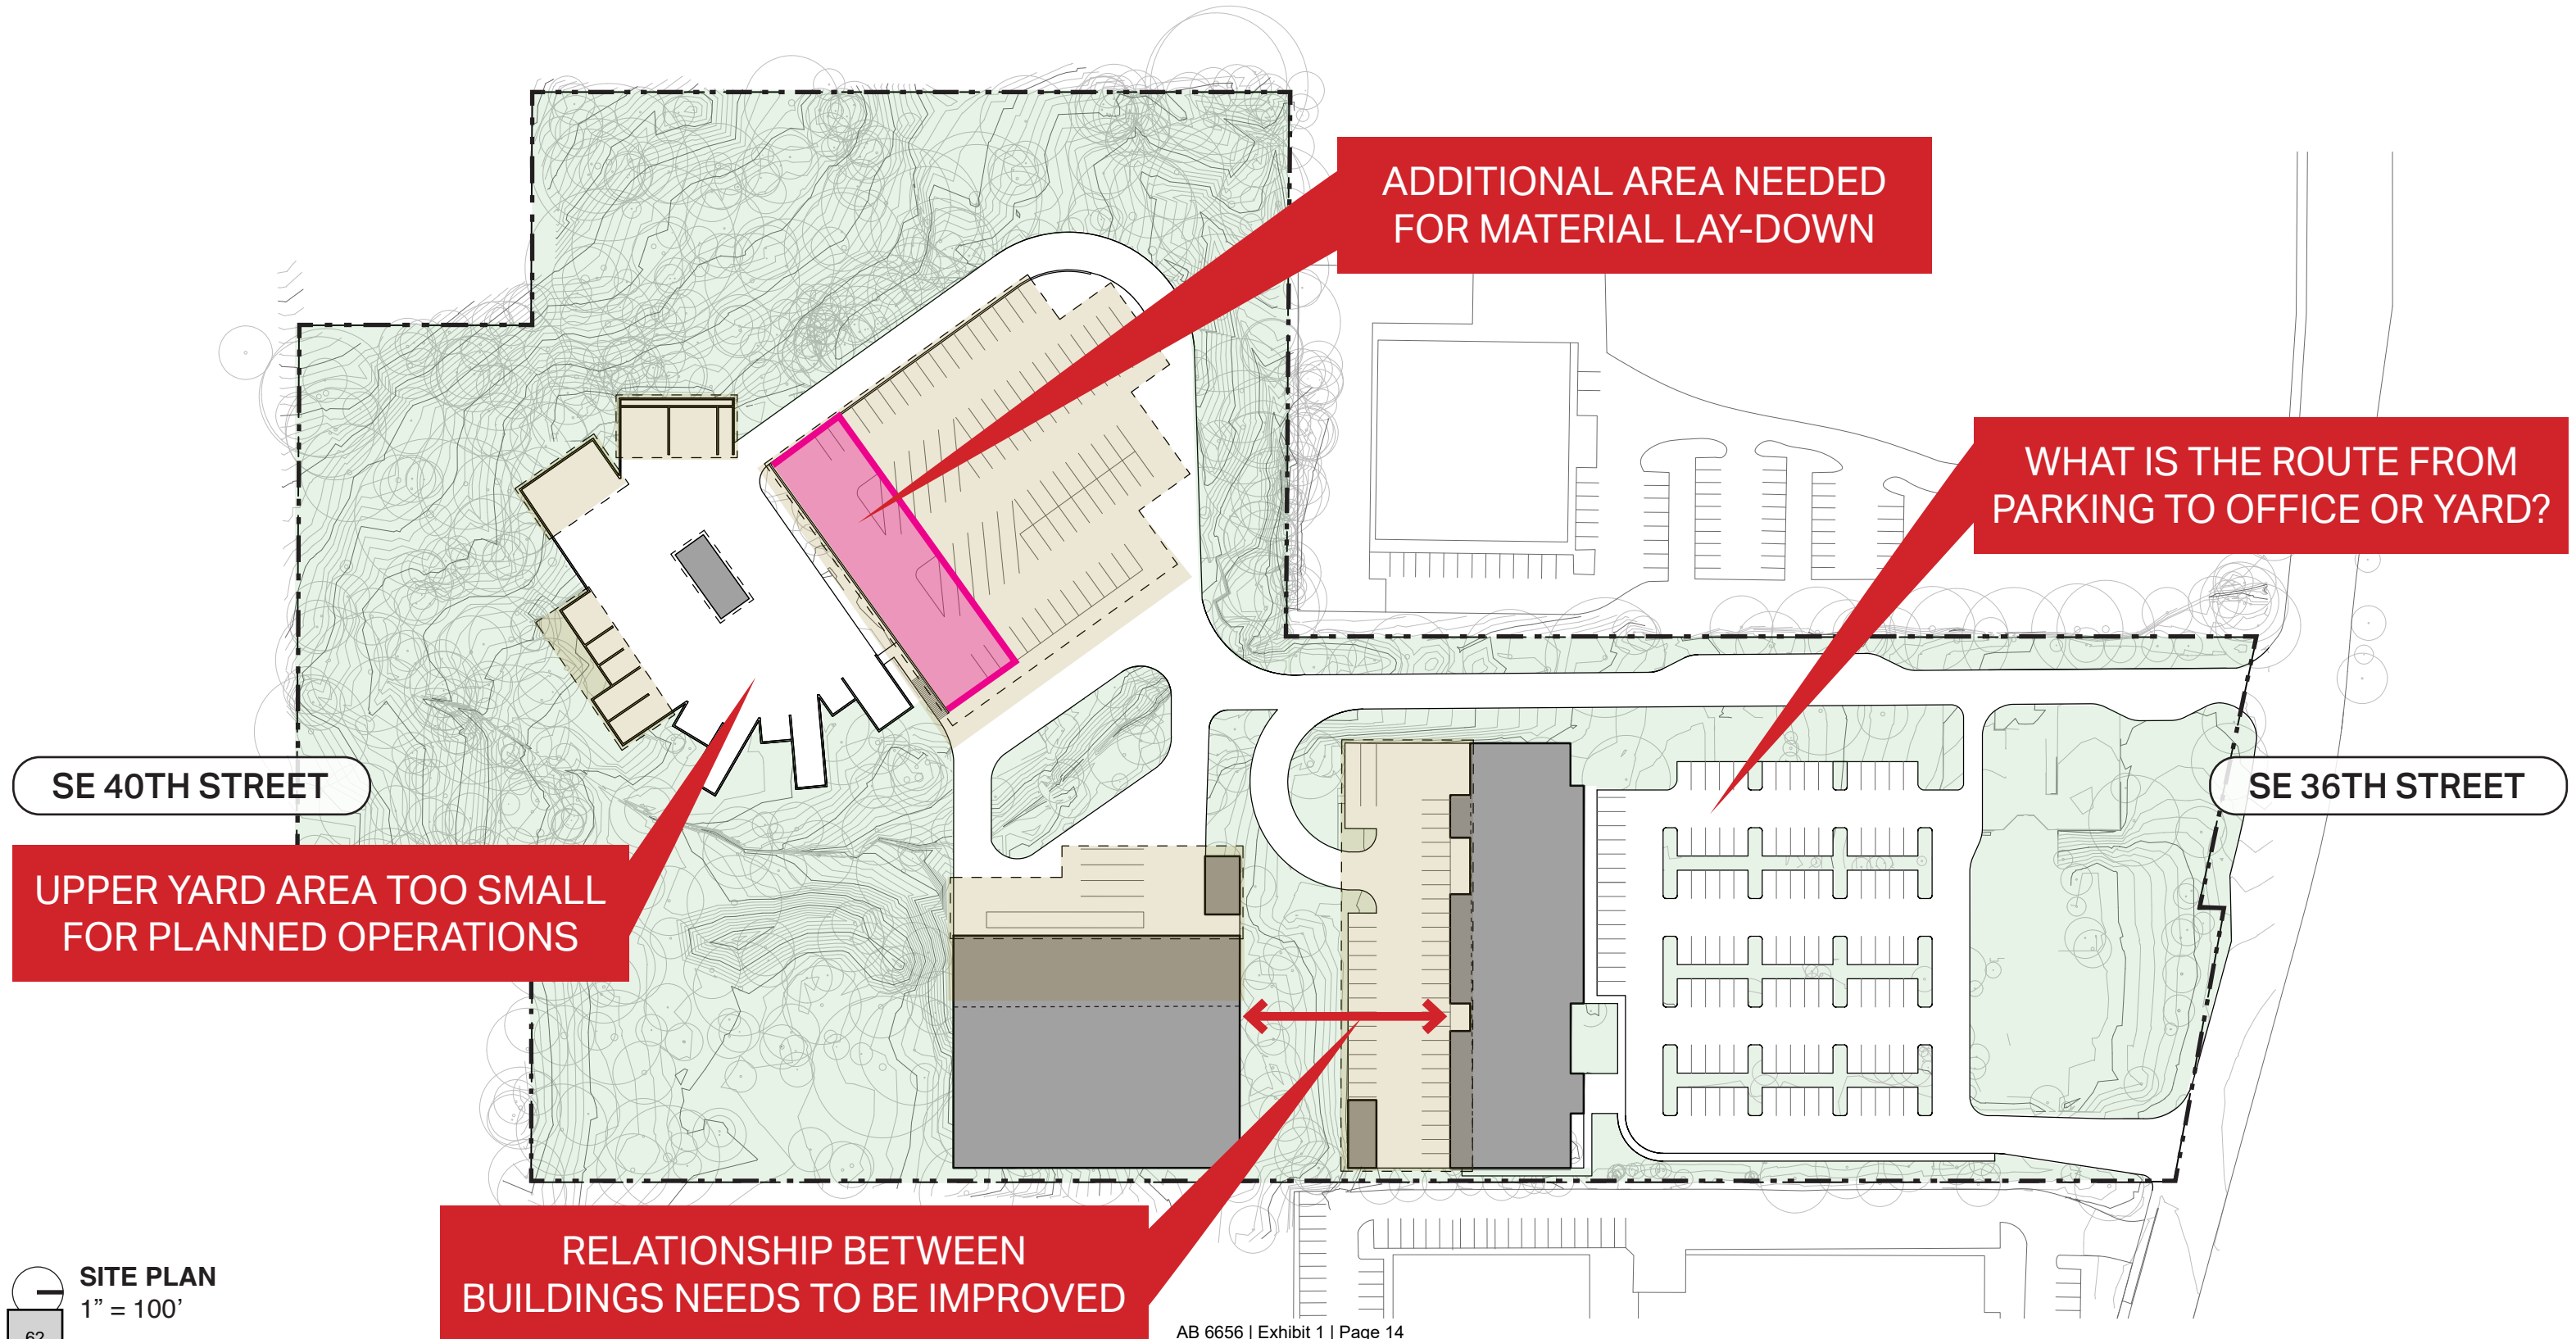 ADDITIONAL AREA NEEDED
FOR MATERIAL LAY-DOWN
WHAT IS THE ROUTE FROM
PARKING TO OFFICE OR YARD?
SE 40TH STREET
SE 36TH STREET
UPPER YARD AREA TOO SMALL
FOR PLANNED OPERATIONS
RELATIONSHIP BETWEEN
BUILDINGS NEEDS TO BE IMPROVED
SITE PLAN
1” = 100’
62
AB 6656 | Exhibit 1 | Page 14